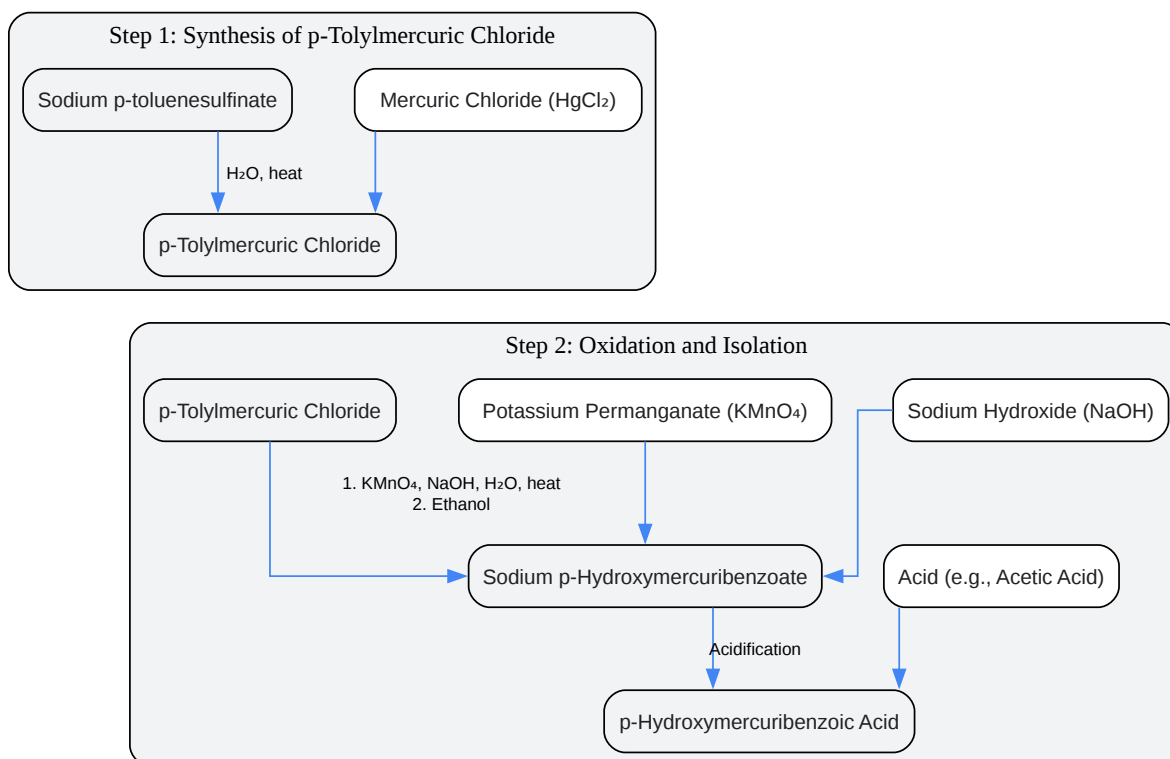 Step 1: Synthesis of p-Tolylmercuric Chloride
Sodium p-toluenesulfinate
Mercuric Chloride (HgCl₂)
H₂O, heat
p-Tolylmercuric Chloride
Step 2: Oxidation and Isolation
p-Tolylmercuric Chloride
Potassium Permanganate (KMnO₄)
Sodium Hydroxide (NaOH)
1. KMnO₄, NaOH, H₂O, heat
2. Ethanol
Sodium p-Hydroxymercuribenzoate
Acid (e.g., Acetic Acid)
Acidification
p-Hydroxymercuribenzoic Acid